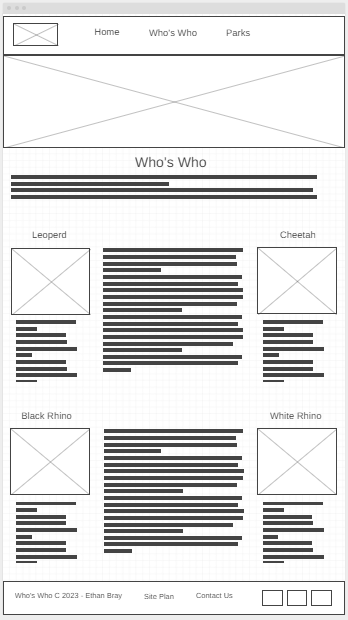 Home Who's Who Parks
Who's Who
Leoperd Cheetah
Black Rhino White Rhino
Who's Who C 2023 - Ethan Bray Site Plan Contact Us